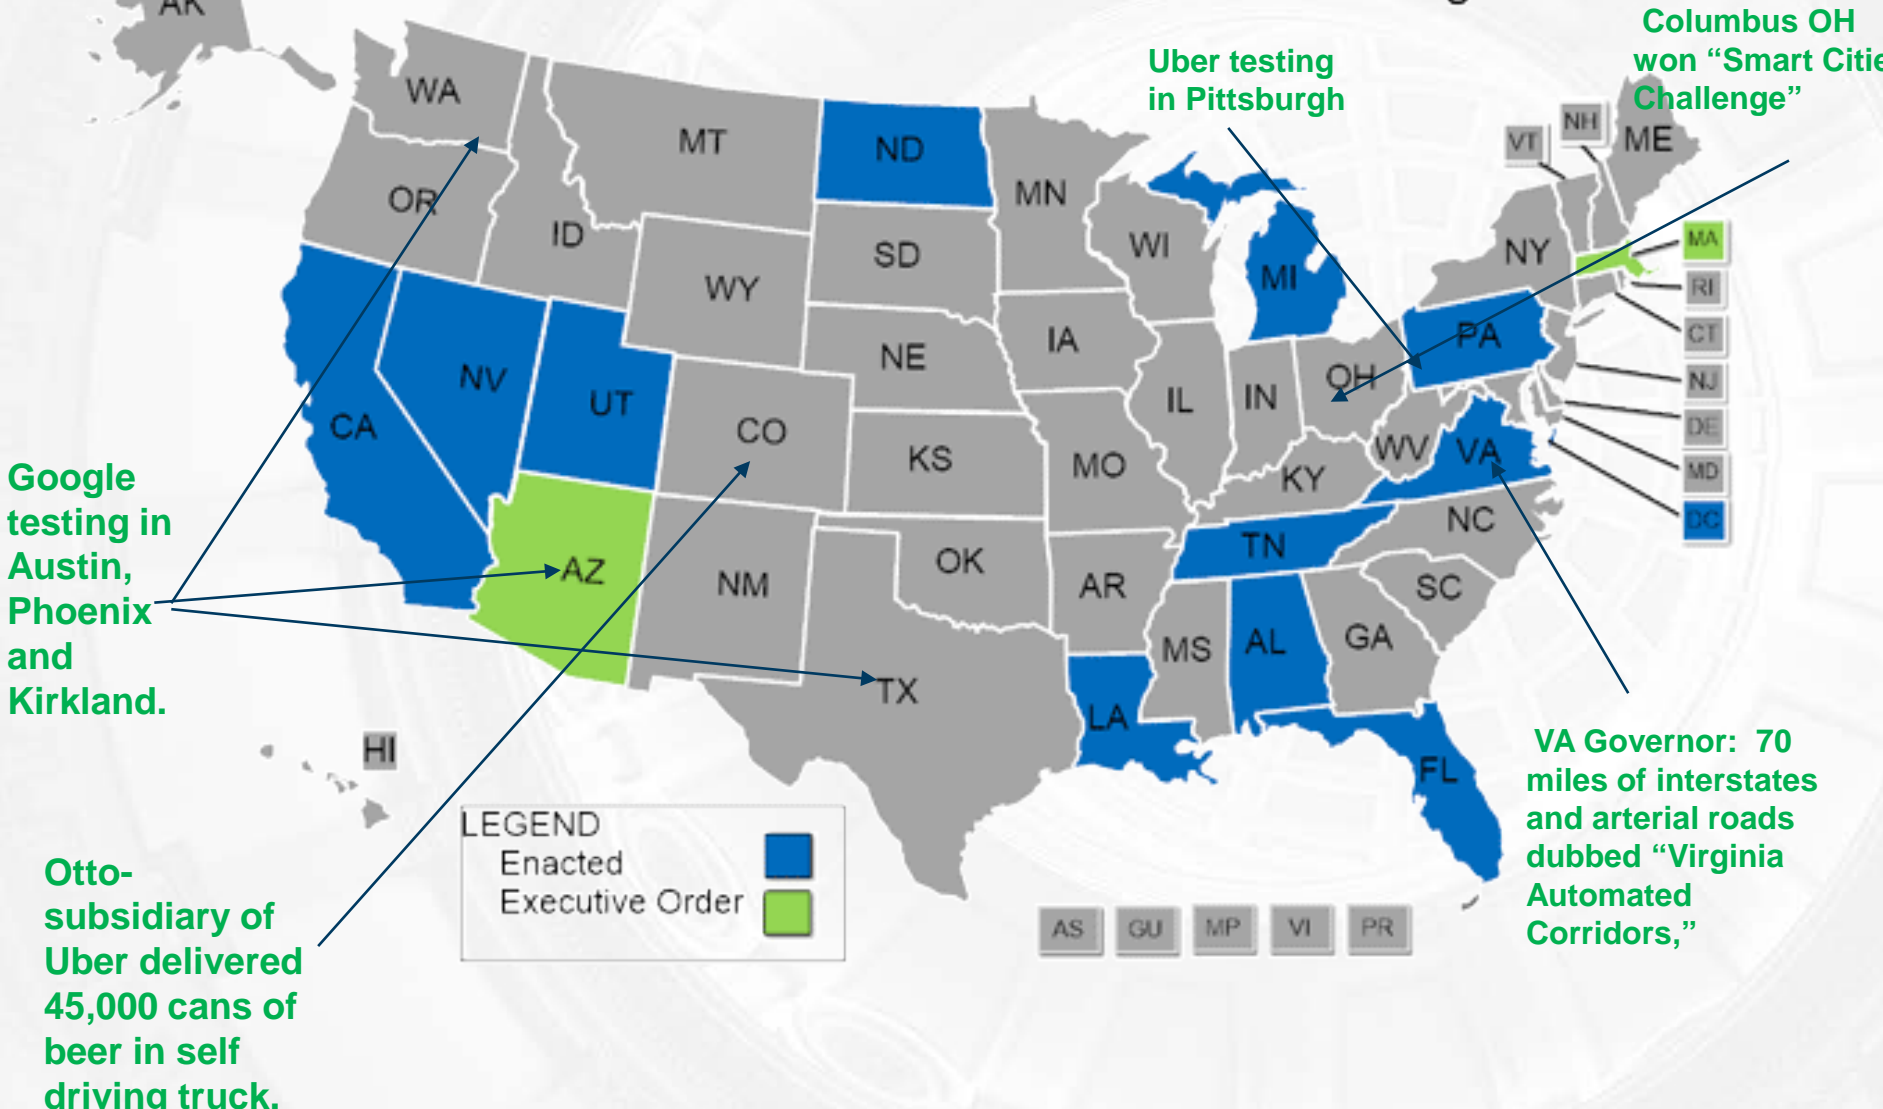 AK
Columbus OH
won “Smart Citie
Challenge”
Uber testing
in Pittsburgh
WA
MT
ND
MN
VT
NH
ME
OR
ID
SD
WI
MI
NY
MA
WY
RI
IA
PA
CT
NV
UT
NE
OH
NJ
CA
CO
IL
IN
DE
KS
MO
WV
VA
MD
KY
DC
Google
testing in
Austin,
Phoenix
and
Kirkland.
AZ
NM
OK
AR
TN
NC
SC
TX
MS
AL
GA
LA
FL
HI
VA Governor: 70
miles of interstates
and arterial roads
dubbed “Virginia
Automated
Corridors,”
LEGEND
Enacted
Executive Order
Otto-
subsidiary of
Uber delivered
45,000 cans of
beer in self
driving truck.
AS
GU
MP
VI
PR